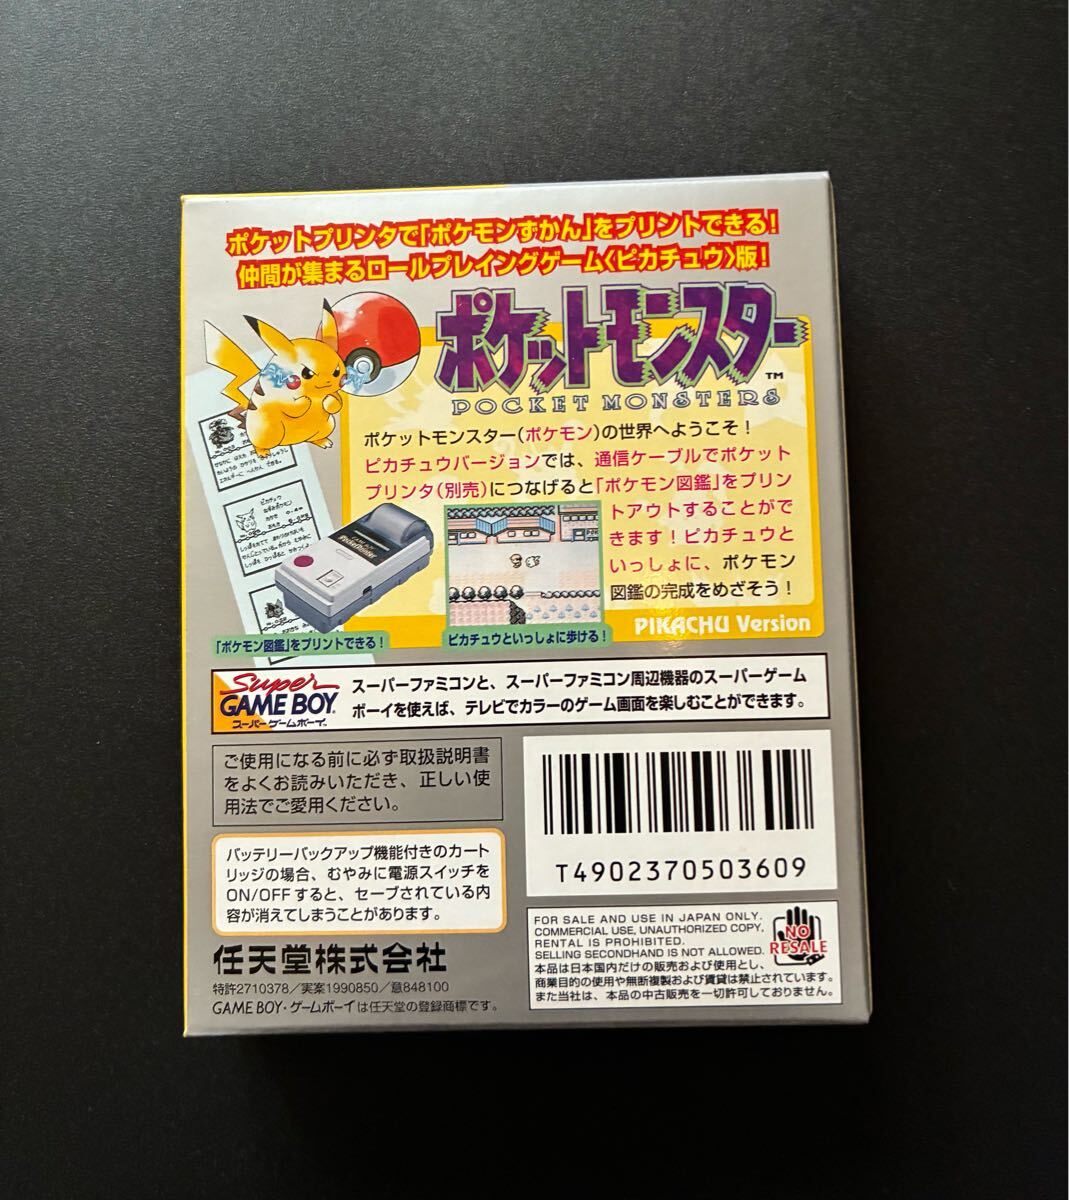 ポケットプリンタで「ポケモンずかん」をプリントできる!
仲間が集まるロールプレイングゲーム〈ピカチュウ〉版!
ポケットモンスター
TM
POCKET MONSTERS
ポケットモンスター(ポケモン)の世界へようこそ!
ピカチュウバージョンでは、通信ケーブルでポケット
プリンタ(別売)につなげると「ポケモン図鑑」をプリン
トアウトすることがで
きます!ピカチュウと
いっしょに、ポケモン
図鑑の完成をめざそう!
ピカチュウ
PIKACHU Version
「ポケモン図鑑」をプリントできる!
ピカチュウといっしょに歩ける!
Super
GAME BOY
スーパーゲームボーイ
スーパーファミコンと、スーパーファミコン周辺機器のスーパーゲーム
ボーイを使えば、テレビでカラーのゲーム画面を楽しむことができます。
ご使用になる前に必ず取扱説明書
をよくお読みいただき、正しい使
用法でご愛用ください。
バッテリーバックアップ機能付きのカート
リッジの場合、むやみに電源スイッチを
ON/OFFすると、セーブされている内
容が消えてしまうことがあります。
T4902370503609
任天堂株式会社
特許2710378/実案1990850/意848100
GAME BOY・ゲームボーイは任天堂の登録商標です。
FOR SALE AND USE IN JAPAN ONLY.
COMMERCIAL USE, UNAUTHORIZED COPY,
RENTAL IS PROHIBITED.
SELLING SECONDHAND IS NOT ALLOWED.
NO
RESALE
本品は日本国内だけの販売および使用とし、
商業目的の使用や無断複製および賃貸は禁止されています。
また当社は、本品の中古販売を一切許可しておりません。